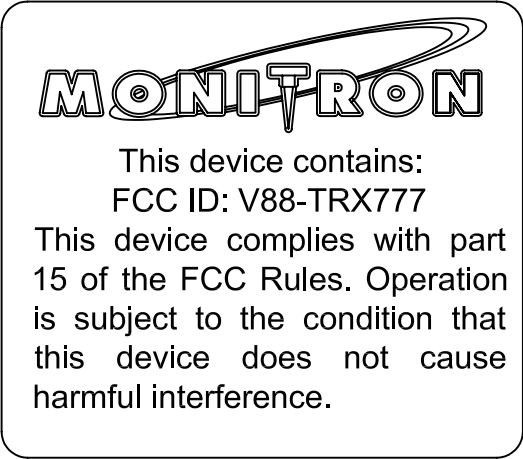 MONITRON
This device contains:
FCC ID: V88-TRX777
This device complies with part
15 of the FCC Rules. Operation
is subject to the condition that
this device does not cause
harmful interference.